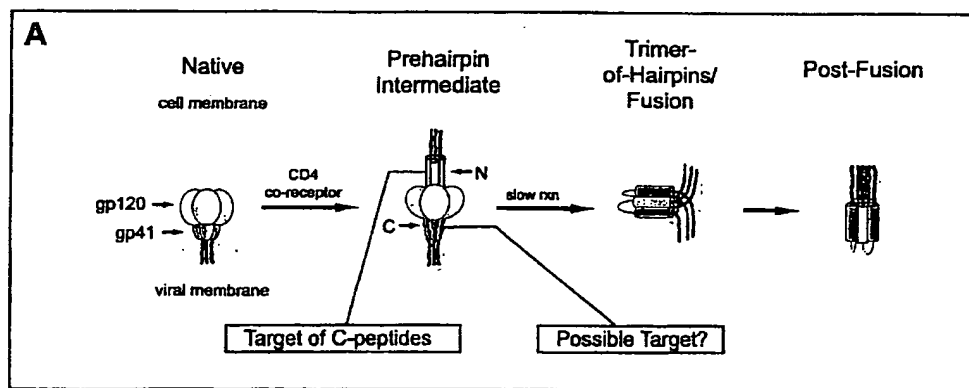 A
Native
cell membrane
gp120
gp41
viral membrane
CD4
co-receptor
Prehairpin
Intermediate
N
C
slow rxn
Trimer-
of-Hairpins/
Fusion
Post-Fusion
Target of C-peptides
Possible Target?